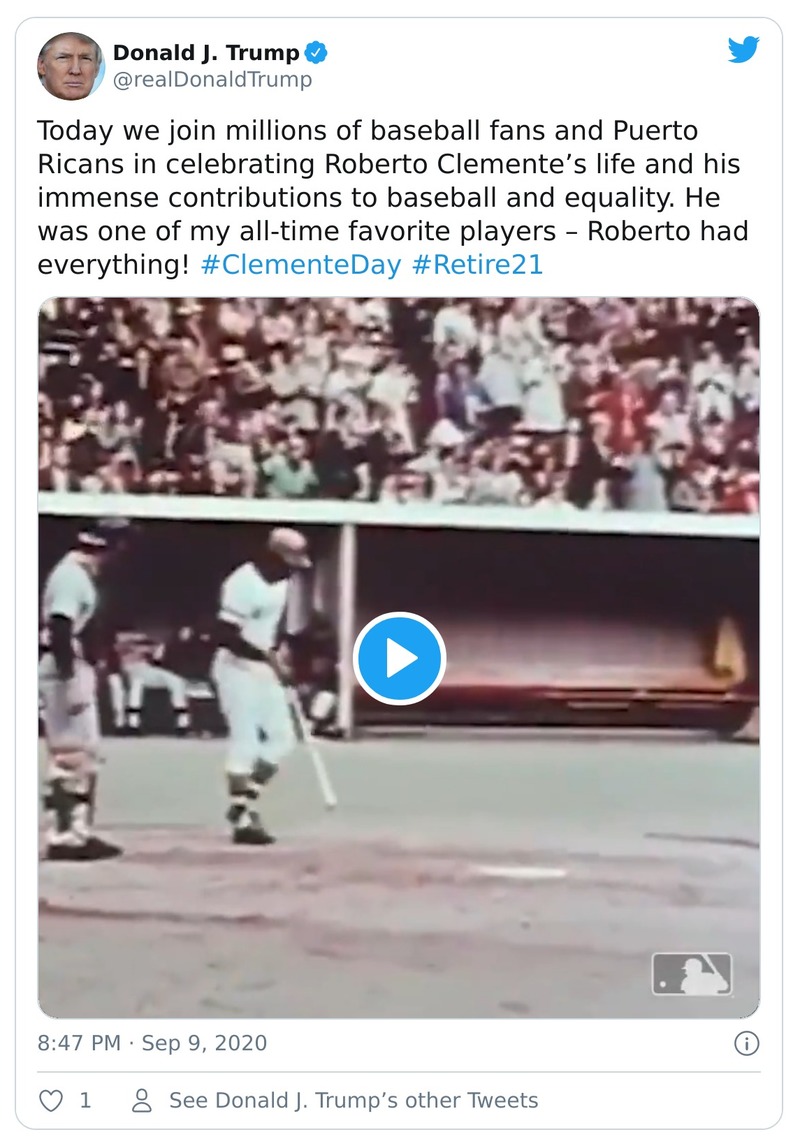 Donald J. Trump
@realDonaldTrump
Today we join millions of baseball fans and Puerto
Ricans in celebrating Roberto Clemente’s life and his
immense contributions to baseball and equality. He
was one of my all-time favorite players – Roberto had
everything! #ClementeDay #Retire21
8:47 PM · Sep 9, 2020
1
See Donald J. Trump’s other Tweets